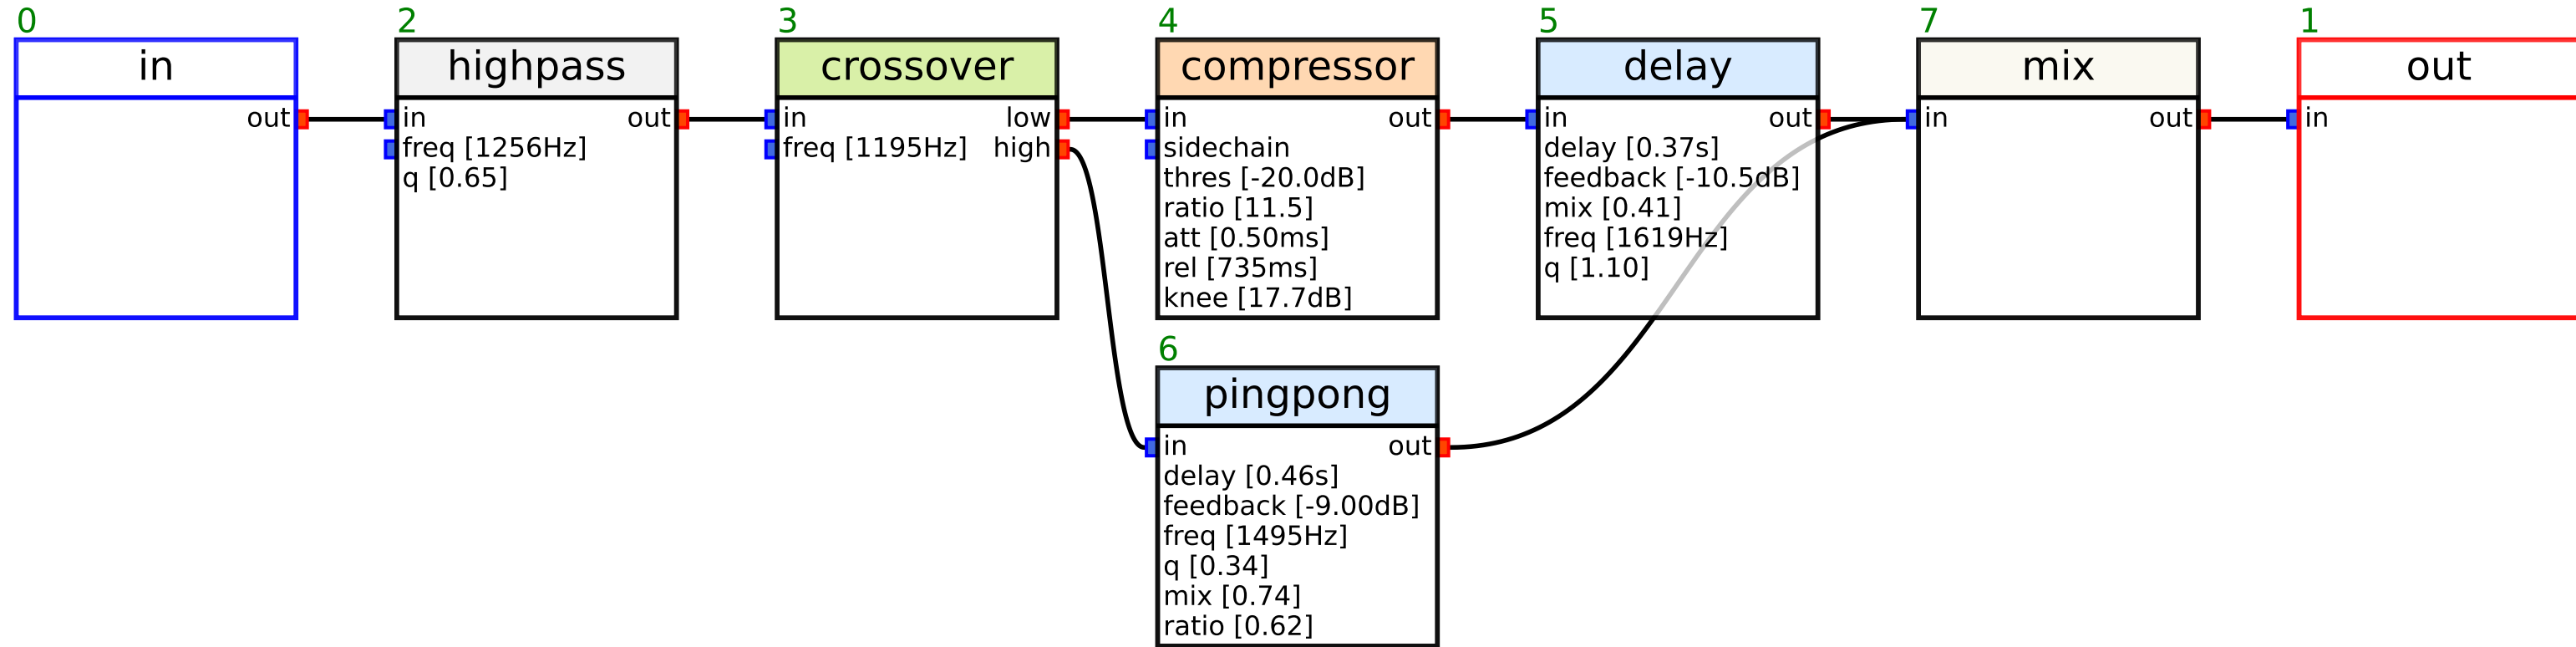 0
in
out
2
highpass
in out
freq [1256Hz]
q [0.65]
3
crossover
in low
freq [1195Hz] high
4
compressor
in out
sidechain
thres [-20.0dB]
ratio [11.5]
att [0.50ms]
rel [735ms]
knee [17.7dB]
5
delay
in out
delay [0.37s]
feedback [-10.5dB]
mix [0.41]
freq [1619Hz]
q [1.10]
7
mix
in out
1
out
in
6
pingpong
in out
delay [0.46s]
feedback [-9.00dB]
freq [1495Hz]
q [0.34]
mix [0.74]
ratio [0.62]